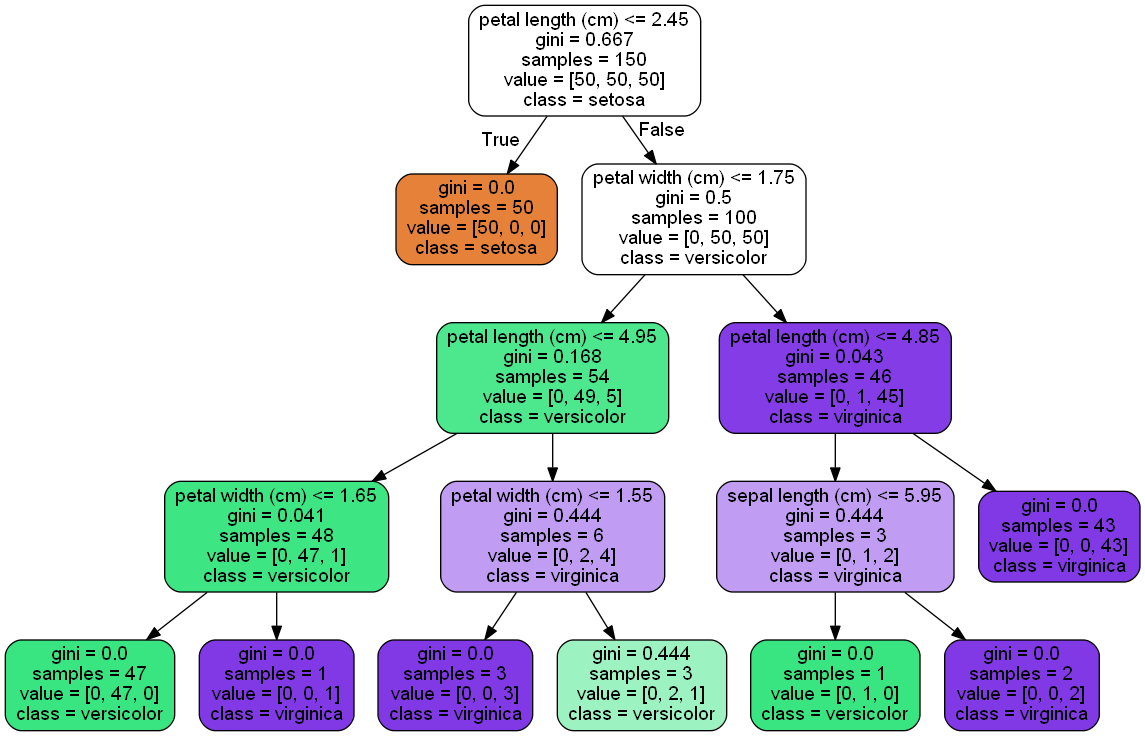 petal length (cm) <= 2.45
gini = 0.667
samples = 150
value = [50, 50, 50]
class = setosa
True
False
gini = 0.0
samples = 50
value = [50, 0, 0]
class = setosa
petal width (cm) <= 1.75
gini = 0.5
samples = 100
value = [0, 50, 50]
class = versicolor
petal length (cm) <= 4.95
gini = 0.168
samples = 54
value = [0, 49, 5]
class = versicolor
petal length (cm) <= 4.85
gini = 0.043
samples = 46
value = [0, 1, 45]
class = virginica
petal width (cm) <= 1.65
gini = 0.041
samples = 48
value = [0, 47, 1]
class = versicolor
petal width (cm) <= 1.55
gini = 0.444
samples = 6
value = [0, 2, 4]
class = virginica
sepal length (cm) <= 5.95
gini = 0.444
samples = 3
value = [0, 1, 2]
class = virginica
gini = 0.0
samples = 43
value = [0, 0, 43]
class = virginica
gini = 0.0
samples = 47
value = [0, 47, 0]
class = versicolor
gini = 0.0
samples = 1
value = [0, 0, 1]
class = virginica
gini = 0.0
samples = 3
value = [0, 0, 3]
class = virginica
gini = 0.444
samples = 3
value = [0, 2, 1]
class = versicolor
gini = 0.0
samples = 1
value = [0, 1, 0]
class = versicolor
gini = 0.0
samples = 2
value = [0, 0, 2]
class = virginica